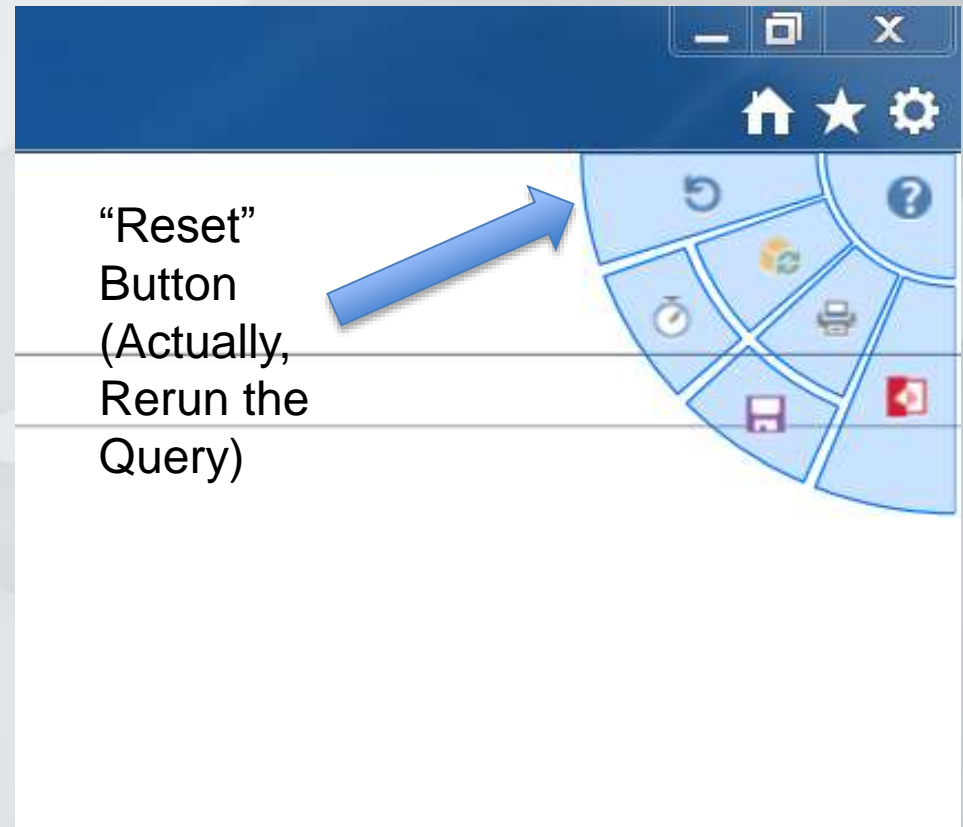 “Reset”
Button
(Actually,
Rerun the
Query)